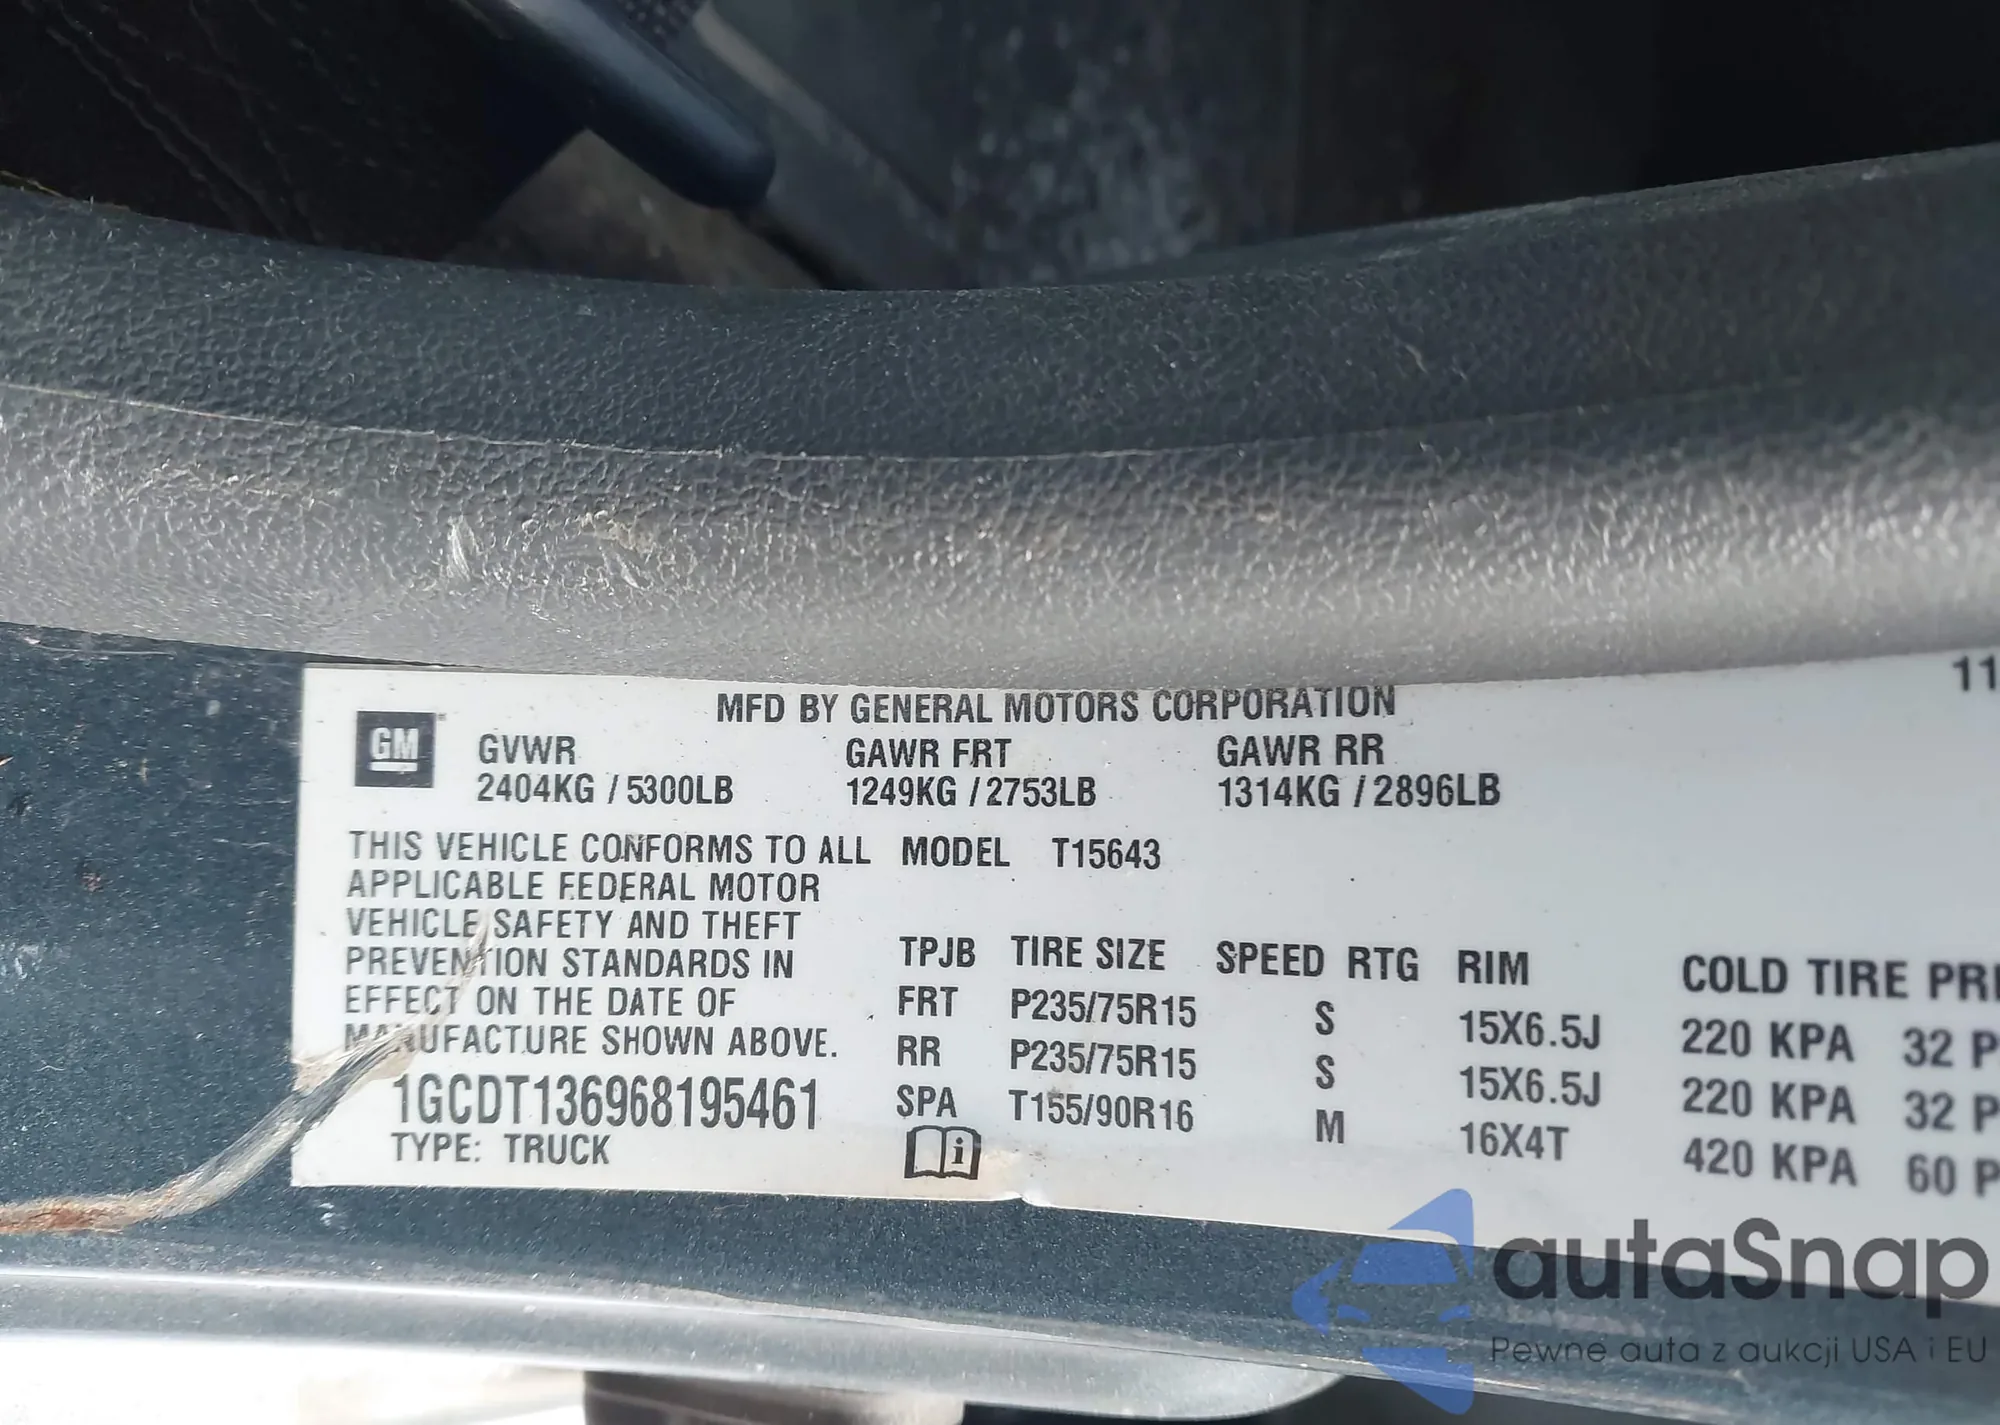 11
MFD BY GENERAL MOTORS CORPORATION
GM
GVWR GAWR FRT GAWR RR
2404KG / 5300LB 1249KG / 2753LB 1314KG / 2896LB
THIS VEHICLE CONFORMS TO ALL
APPLICABLE FEDERAL MOTOR
VEHICLE SAFETY AND THEFT
PREVENTION STANDARDS IN
EFFECT ON THE DATE OF
MANUFACTURE SHOWN ABOVE.
1GCDT136968195461
TYPE: TRUCK
MODEL T15643
TPJB TIRE SIZE SPEED RTG RIM COLD TIRE PRE
FRT P235/75R15 S 15X6.5J 220 KPA 32 P
RR P235/75R15 S 15X6.5J 220 KPA 32 P
SPA T155/90R16 M 16X4T 420 KPA 60 P
i
autaSnap
Pewne auta z aukcji USA i EU